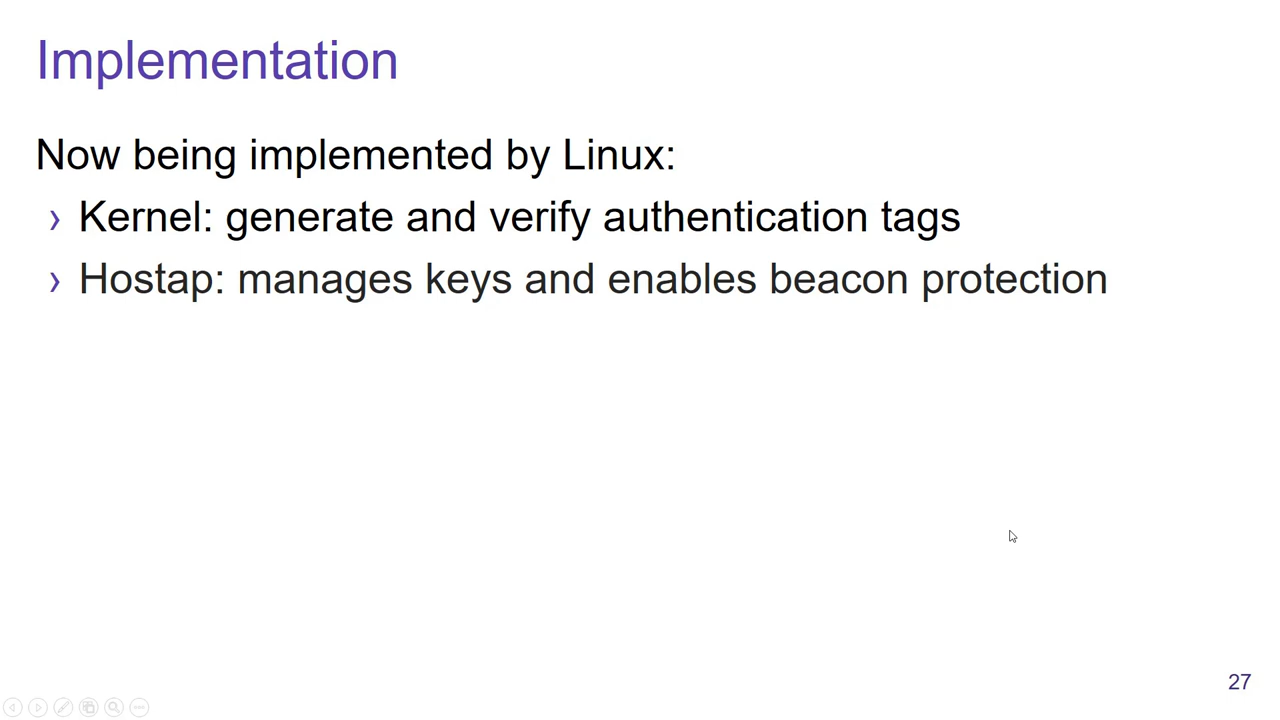 Implementation
Now being implemented by Linux:
› Kernel: generate and verify authentication tags
› Hostap: manages keys and enables beacon protection
27